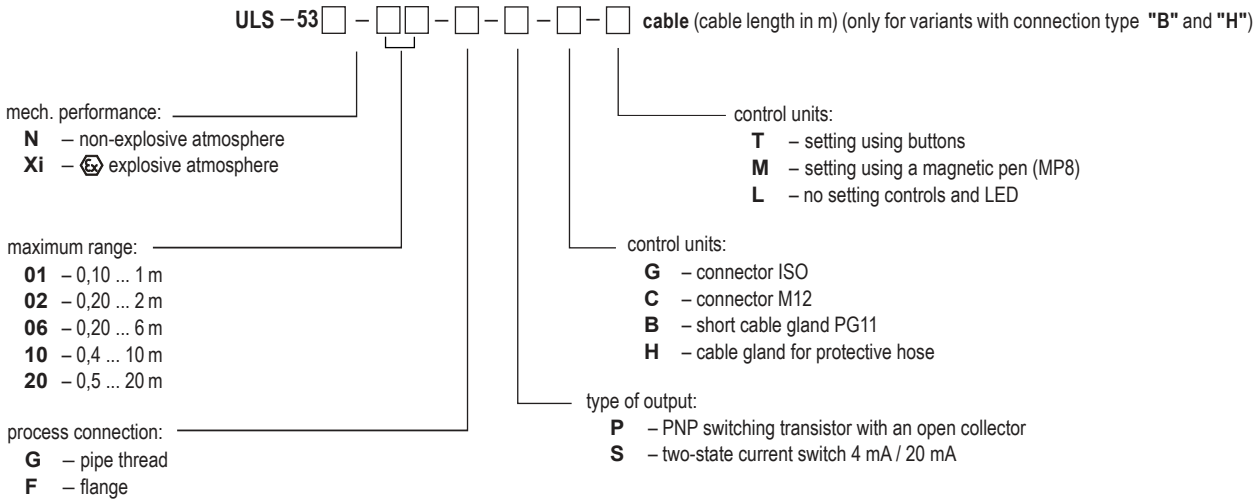 ULS – 53 – – – – – cable (cable length in m) (only for variants with connection type "B" and "H")
mech. performance:
N – non-explosive atmosphere
Xi – Ex explosive atmosphere
maximum range:
01 – 0,10 ... 1 m
02 – 0,20 ... 2 m
06 – 0,20 ... 6 m
10 – 0,4 ... 10 m
20 – 0,5 ... 20 m
process connection:
G – pipe thread
F – flange
control units:
T – setting using buttons
M – setting using a magnetic pen (MP8)
L – no setting controls and LED
control units:
G – connector ISO
C – connector M12
B – short cable gland PG11
H – cable gland for protective hose
type of output:
P – PNP switching transistor with an open collector
S – two-state current switch 4 mA / 20 mA